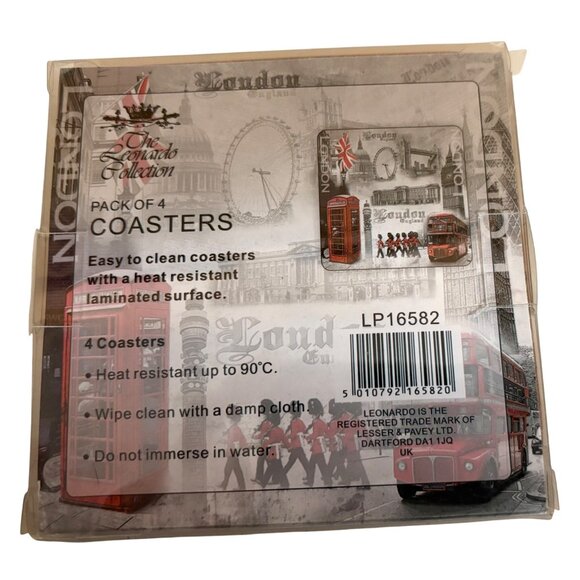 London
England
LONDON
LONDON
The
Leonardo
Collection
PACK OF 4
COASTERS
Easy to clean coasters
with a heat resistant
laminated surface.
4 Coasters
• Heat resistant up to 90°C.
• Wipe clean with a damp cloth.
• Do not immerse in water.
London
LONDON
London
England
London
LP16582
5 010792 165820
LEONARDO IS THE
REGISTERED TRADE MARK OF
LESSER & PAVEY LTD.
DARTFORD DA1 1JQ
UK